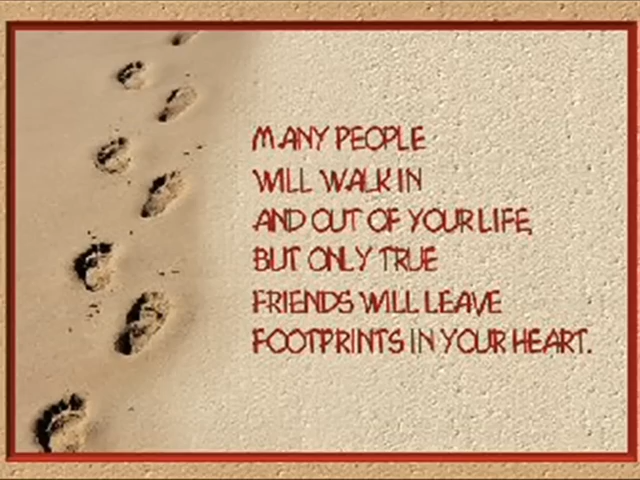 MANY PEOPLE
WILL WALK IN
AND OUT OF YOUR LIFE,
BUT ONLY TRUE
FRIENDS WILL LEAVE
FOOTPRINTS IN YOUR HEART.